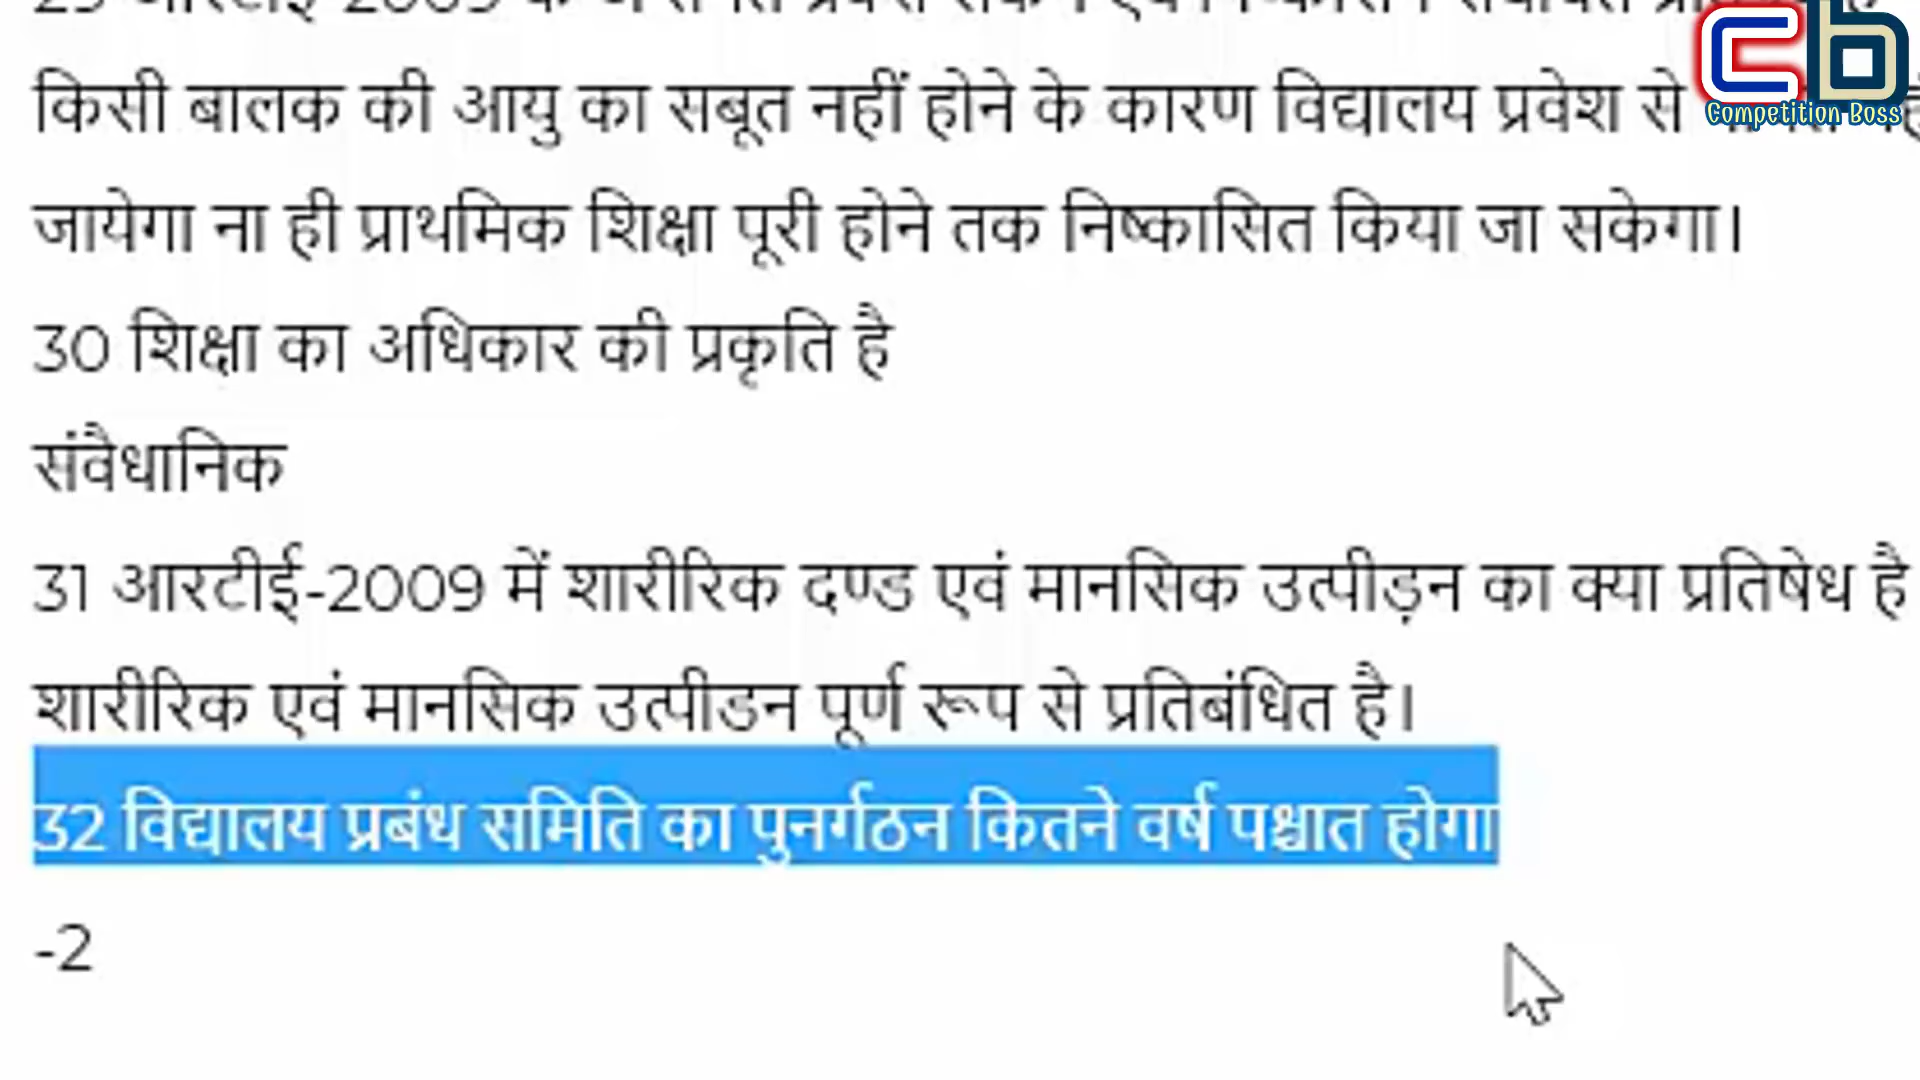 किसी बालक की आयु का सबूत नहीं होने के कारण विद्यालय प्रवेश से
जायेगा ना ही प्राथमिक शिक्षा पूरी होने तक निष्कासित किया जा सकेगा।
30 शिक्षा का अधिकार की प्रकृति है
संवैधानिक
31 आरटीई-2009 में शारीरिक दण्ड एवं मानसिक उत्पीड़न का क्या प्रतिषेध है
शारीरिक एवं मानसिक उत्पीडन पूर्ण रूप से प्रतिबंधित है।
32 विद्यालय प्रबंध समिति का पुनर्गठन कितने वर्ष पश्चात होगा
-2
cb
Competition Boss